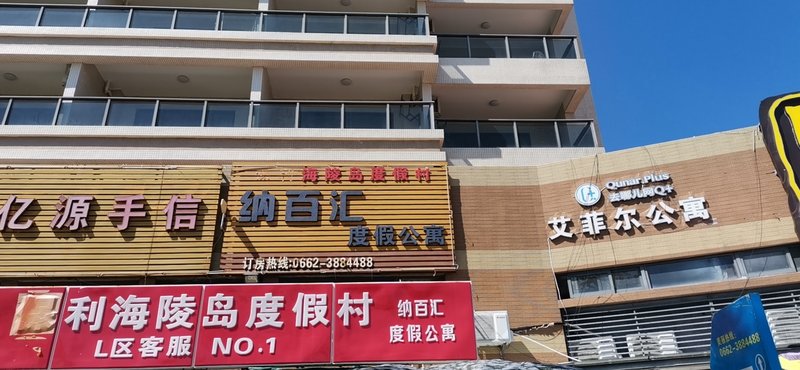 亿源手信
海陵岛度假村
纳百汇
度假公寓
订房热线:0662-3884488
Qunar Plus
去哪儿网Q+
艾菲尔公寓
利海陵岛度假村
L区客服 NO.1
纳百汇
度假公寓
0662-3884488